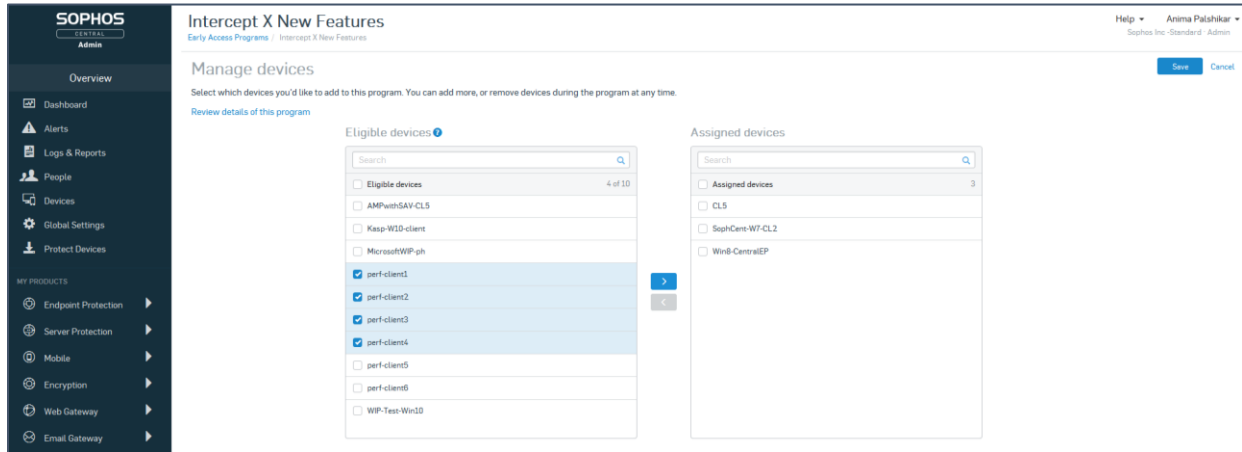 SOPHOS
CENTRAL
Admin
Overview
Dashboard
Alerts
Logs & Reports
People
Devices
Global Settings
Protect Devices
MY PRODUCTS
Endpoint Protection
Server Protection
Mobile
Encryption
Web Gateway
Email Gateway
Intercept X New Features
Early Access Programs / Intercept X New Features
Help
Anima Palshikar
Sophos Inc -Standard · Admin
Manage devices
Save
Cancel
Select which devices you'd like to add to this program. You can add more, or remove devices during the program at any time.
Review details of this program
Eligible devices ?
Search
Eligible devices 4 of 10
AMPwithSAV-CL5
Kasp-W10-client
MicrosoftWIP-ph
perf-client1
perf-client2
perf-client3
perf-client4
perf-client5
perf-client6
WIP-Test-Win10
Assigned devices
Search
Assigned devices 3
CL5
SophCent-W7-CL2
Win8-CentralEP